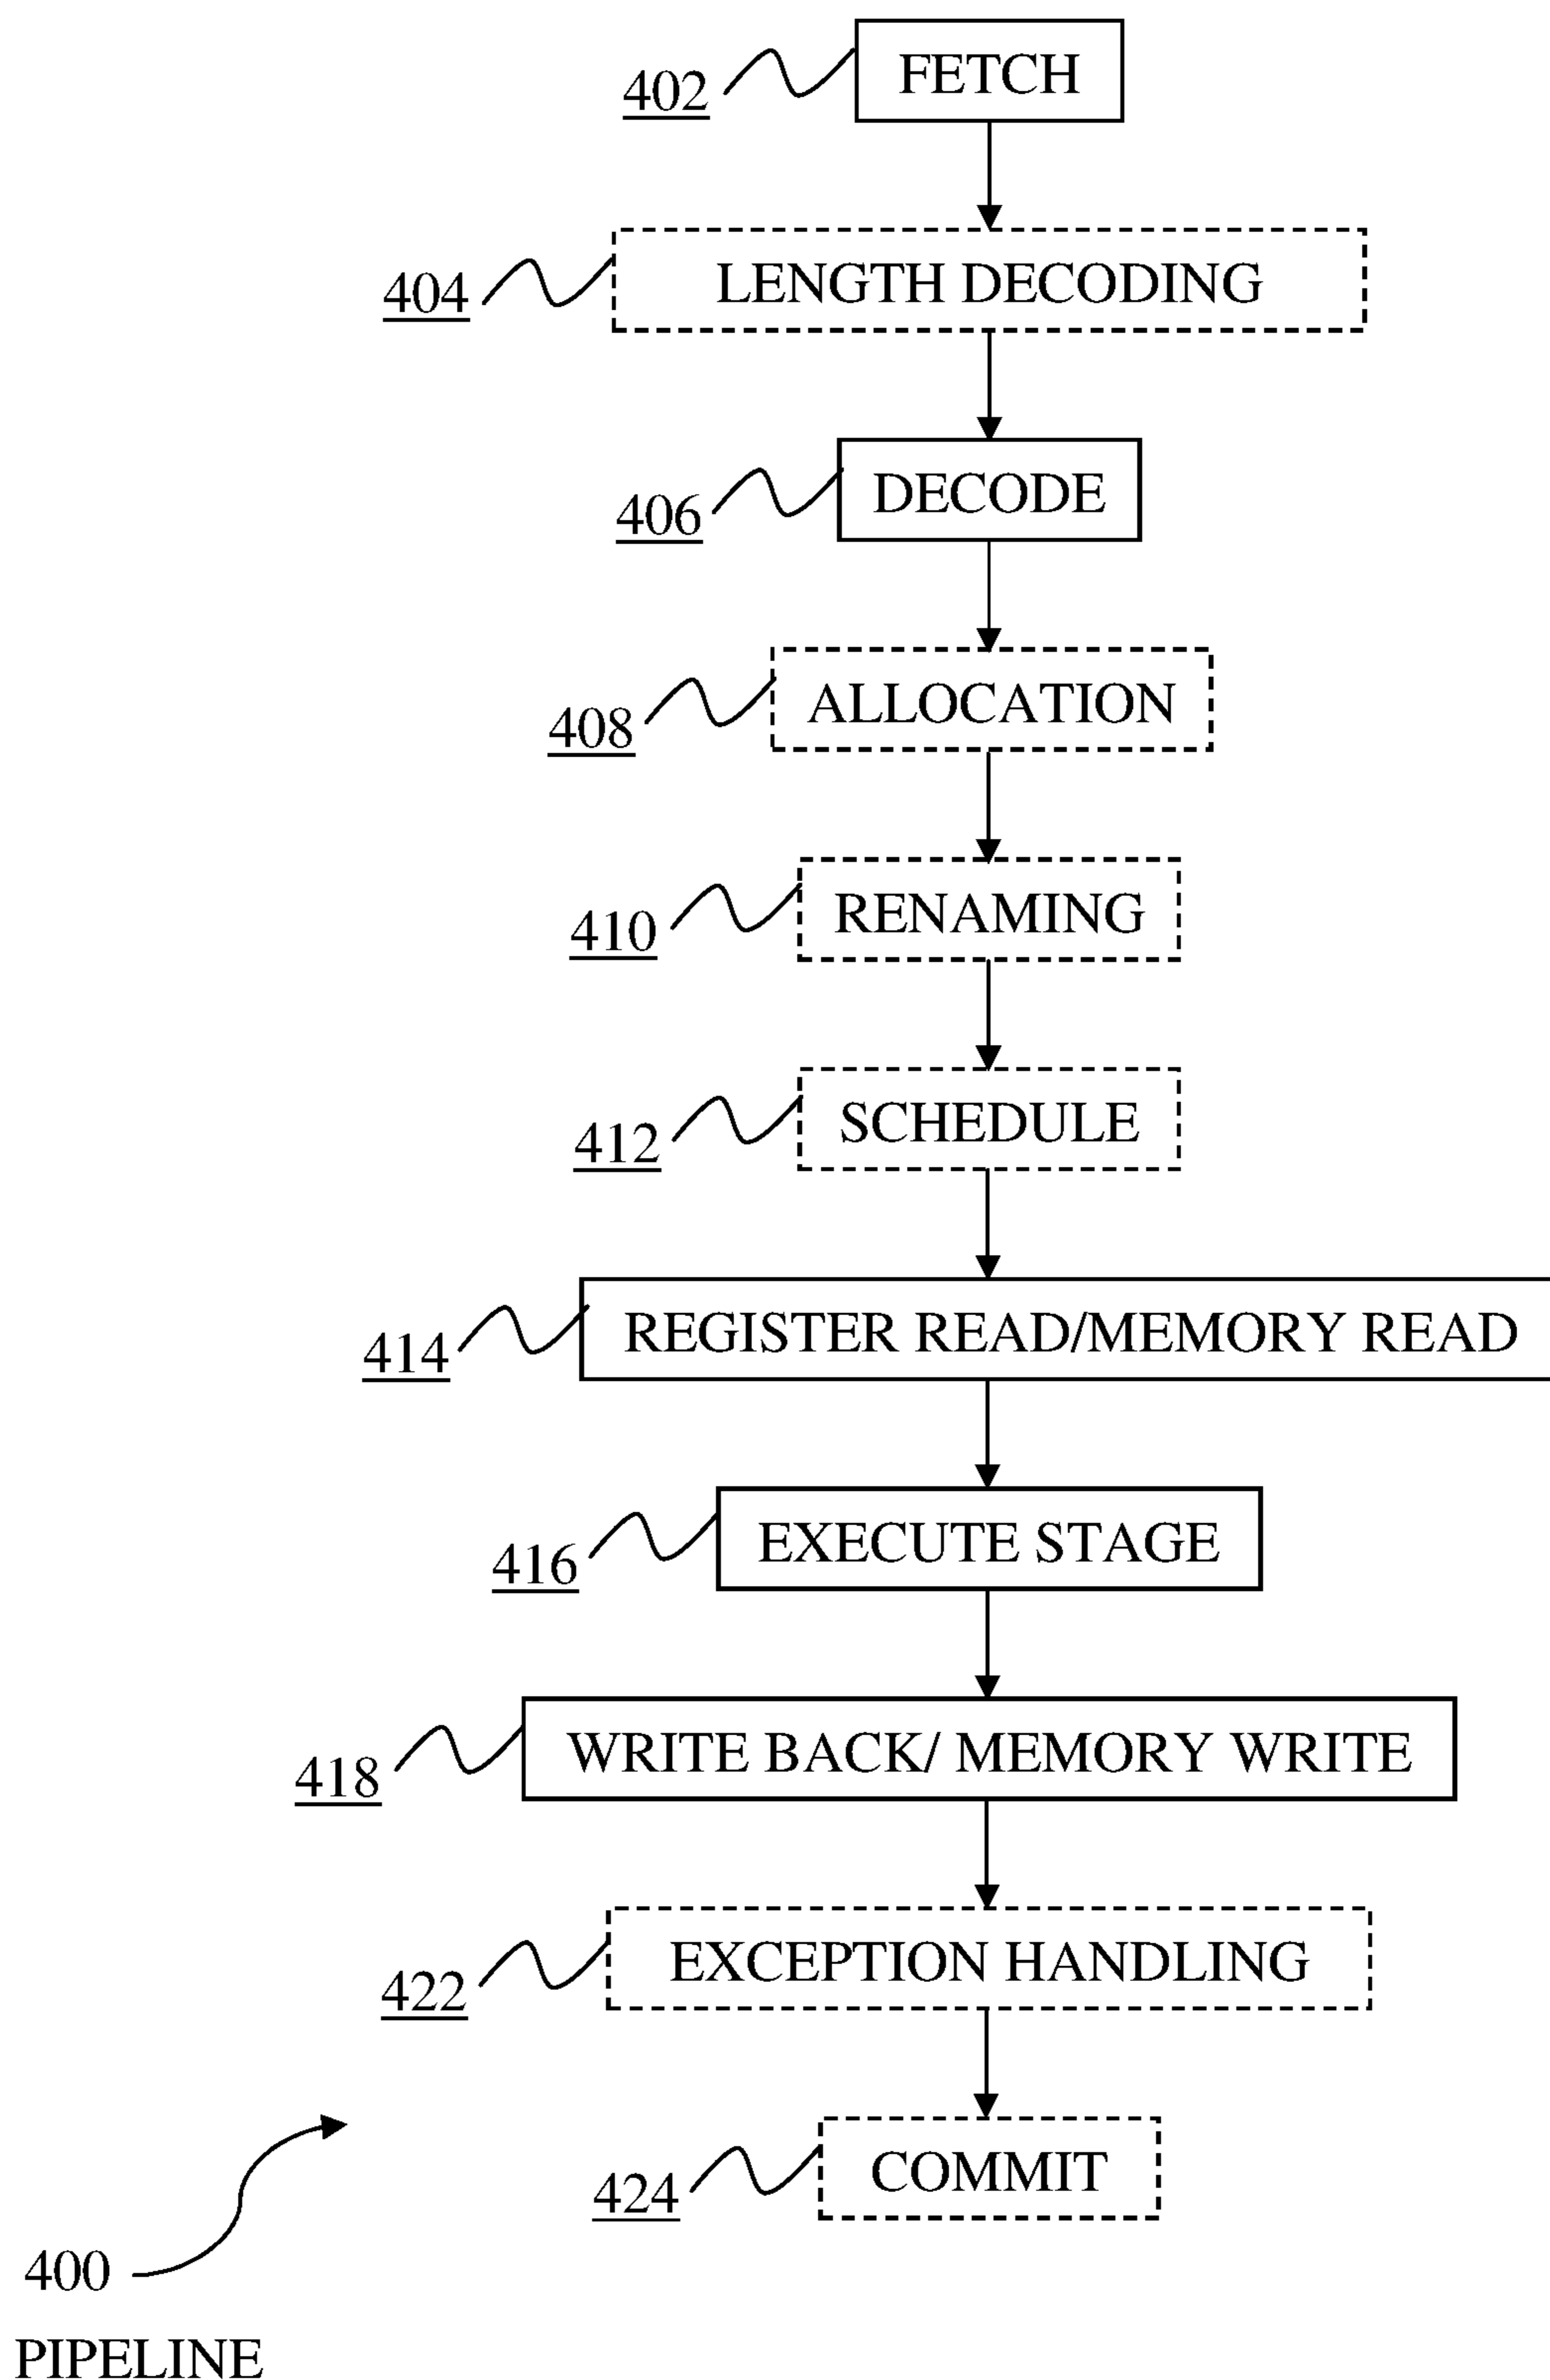 FETCH
402
LENGTH DECODING
404
DECODE
406
ALLOCATION
408
RENAMING
410
SCHEDULE
412
REGISTER READ/MEMORY READ
414
EXECUTE STAGE
416
WRITE BACK/ MEMORY WRITE
418
EXCEPTION HANDLING
422
COMMIT
424
400
PIPELINE